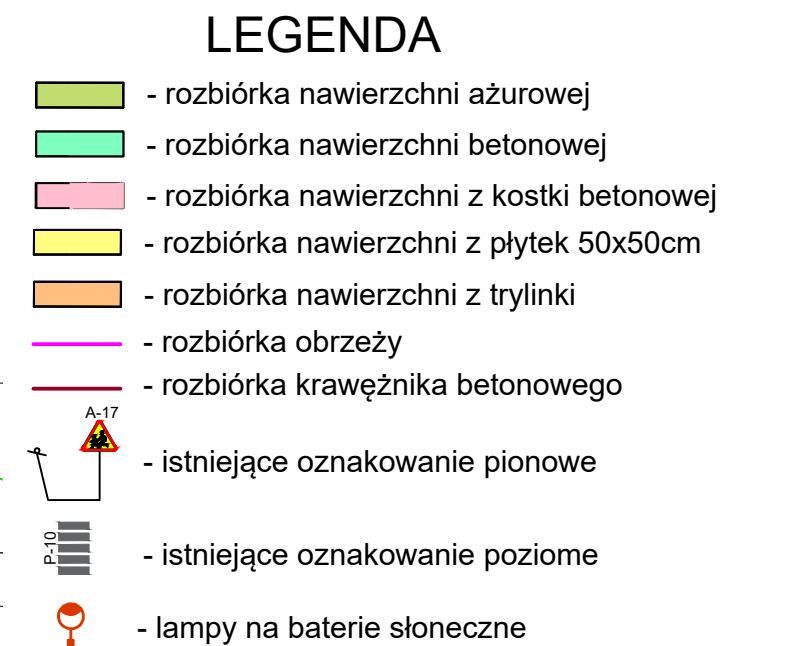 LEGENDA
- rozbiórka nawierzchni ażurowej
- rozbiórka nawierzchni betonowej
- rozbiórka nawierzchni z kostki betonowej
- rozbiórka nawierzchni z płytek 50x50cm
- rozbiórka nawierzchni z trylinki
- rozbiórka obrzeży
- rozbiórka krawężnika betonowego
A-17
- istniejące oznakowanie pionowe
P-10
- istniejące oznakowanie poziome
- lampy na baterie słoneczne